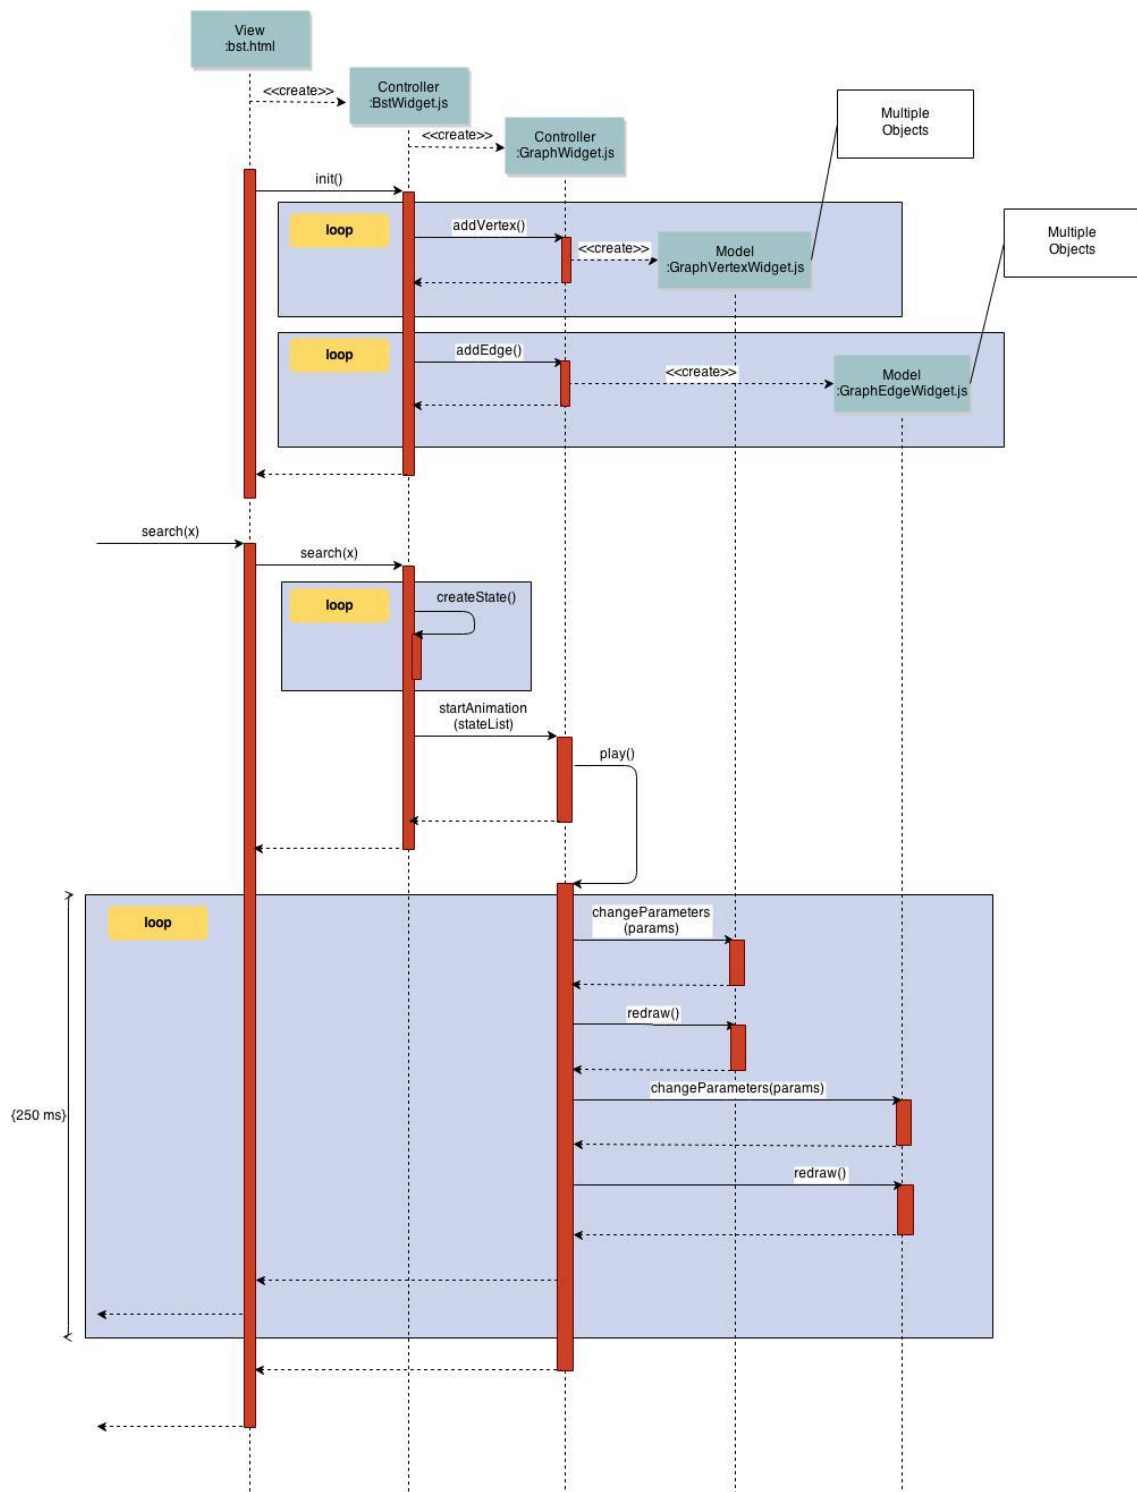 View
:bst.html
<<create>>
Controller
:BstWidget.js
<<create>>
Controller
:GraphWidget.js
Multiple
Objects
init()
loop
addVertex()
<<create>>
Model
:GraphVertexWidget.js
Multiple
Objects
loop
addEdge()
<<create>>
Model
:GraphEdgeWidget.js
search(x)
search(x)
loop
createState()
startAnimation
(stateList)
play()
loop
changeParameters
(params)
redraw()
changeParameters(params)
{250 ms}
redraw()